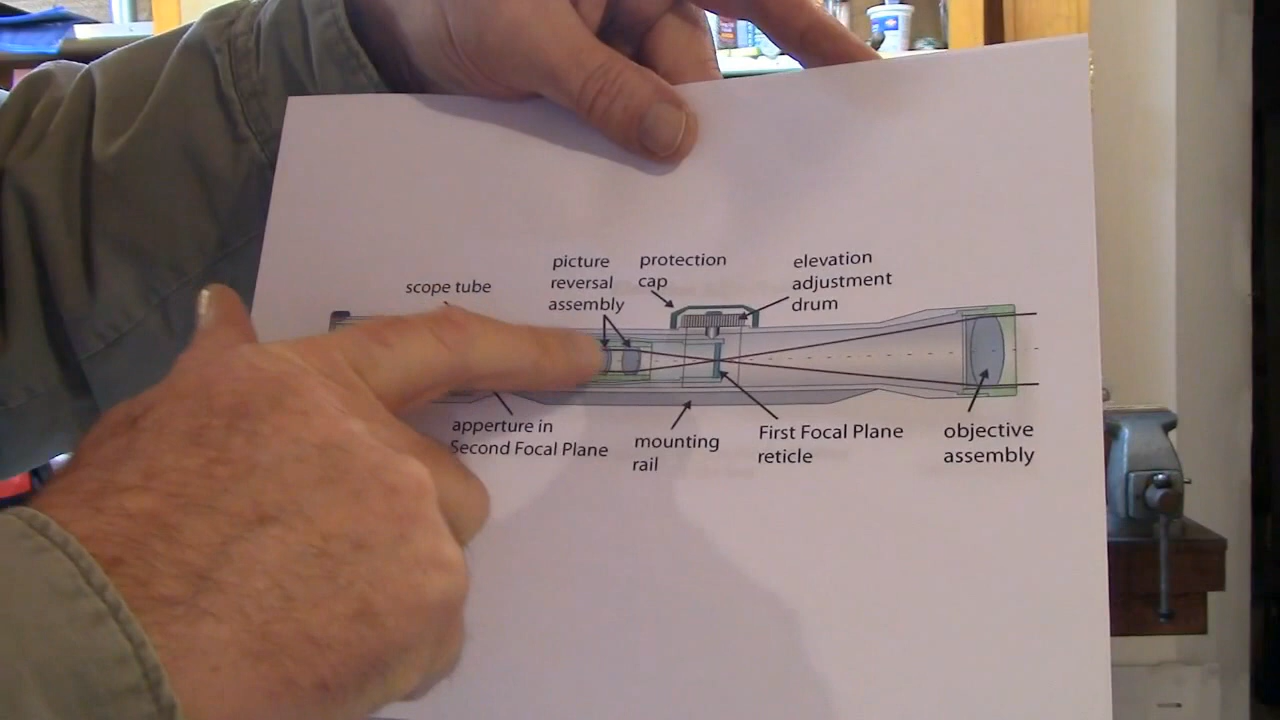 scope tube
picture
reversal
assembly
protection
cap
elevation
adjustment
drum
apperture in
Second Focal Plane
mounting
rail
First Focal Plane
reticle
objective
assembly